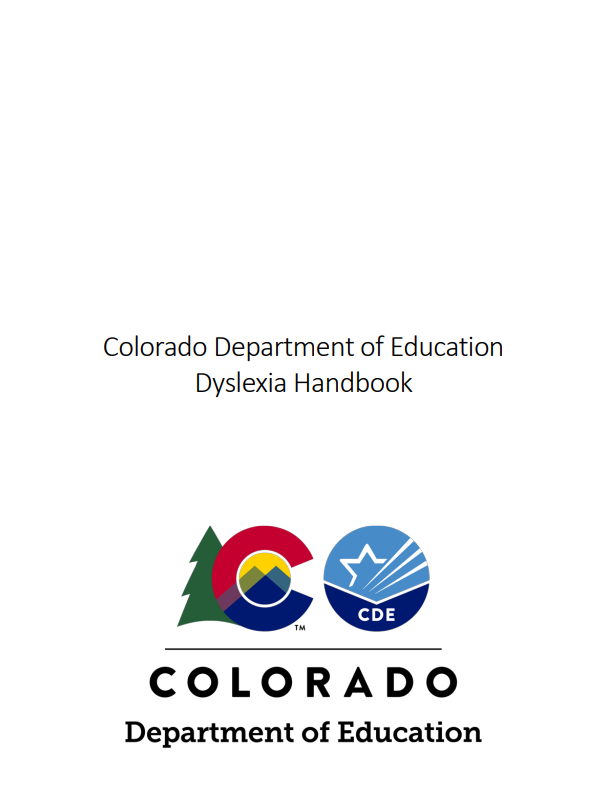 Colorado Department of Education
Dyslexia Handbook
TM
CDE
COLORADO
Department of Education